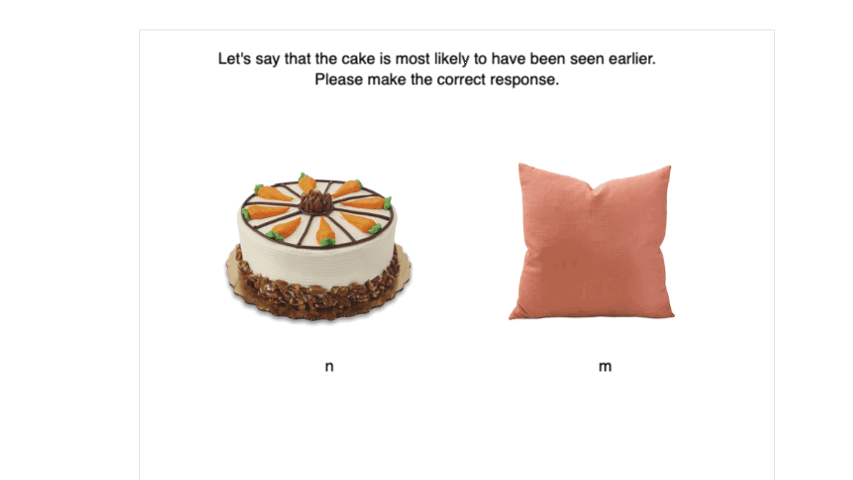 Let's say that the cake is most likely to have been seen earlier.
Please make the correct response.
n
m